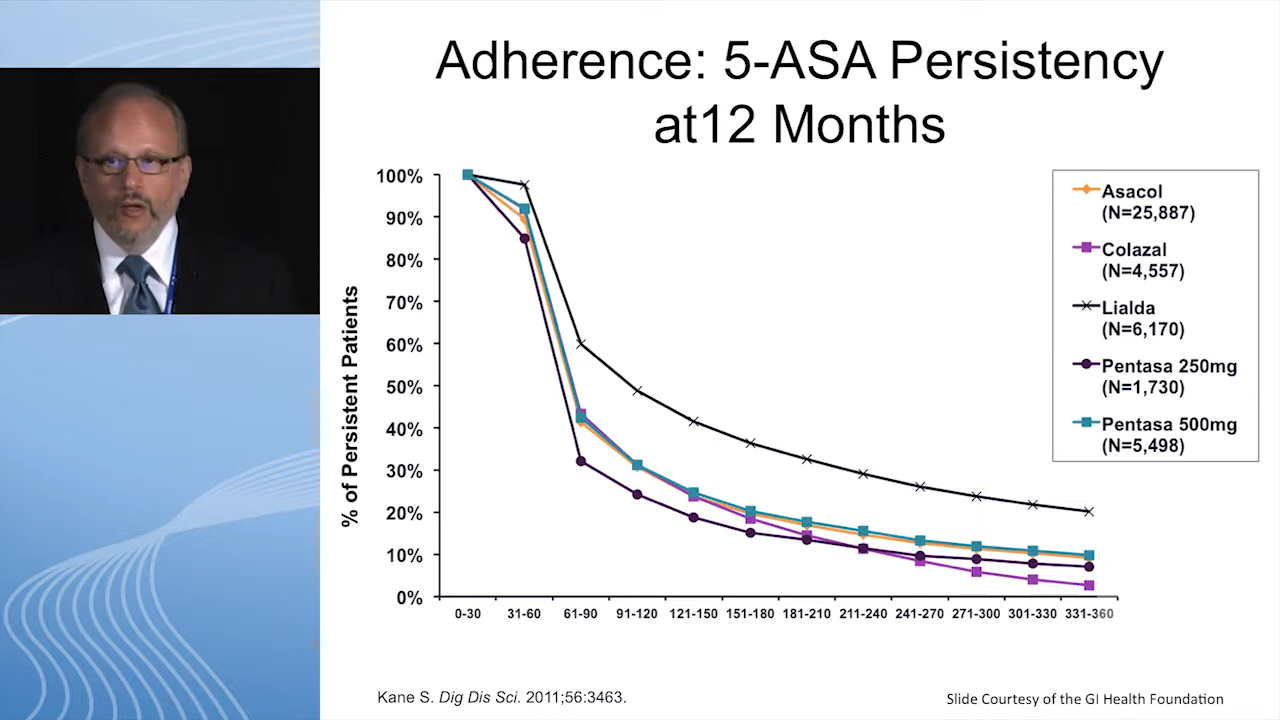 Adherence: 5-ASA Persistency
at12 Months
% of Persistent Patients
100%
90%
80%
70%
60%
50%
40%
30%
20%
10%
0%
0-30 31-60 61-90 91-120 121-150 151-180 181-210 211-240 241-270 271-300 301-330 331-360
Asacol
(N=25,887)
Colazal
(N=4,557)
Lialda
(N=6,170)
Pentasa 250mg
(N=1,730)
Pentasa 500mg
(N=5,498)
Kane S. Dig Dis Sci. 2011;56:3463.
Slide Courtesy of the GI Health Foundation